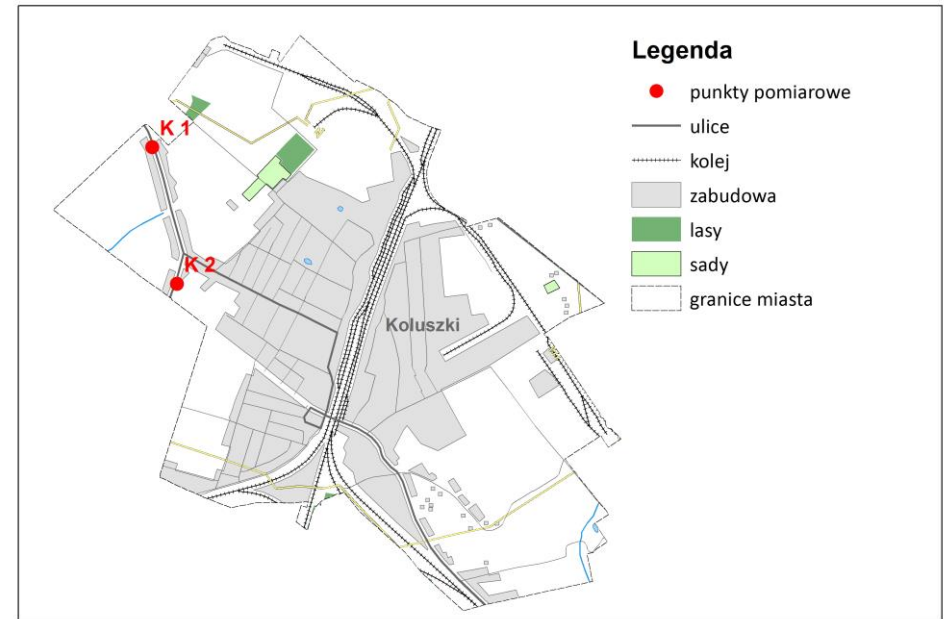 Legenda
punkty pomiarowe
ulice
kolej
zabudowa
lasy
sady
granice miasta
K 1
K 2
Koluszki